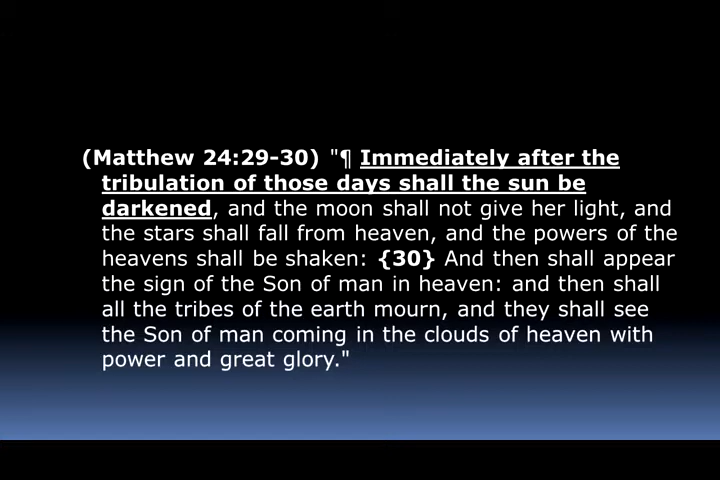 (Matthew 24:29-30) "¶ Immediately after the
tribulation of those days shall the sun be
darkened, and the moon shall not give her light, and
the stars shall fall from heaven, and the powers of the
heavens shall be shaken: {30} And then shall appear
the sign of the Son of man in heaven: and then shall
all the tribes of the earth mourn, and they shall see
the Son of man coming in the clouds of heaven with
power and great glory."